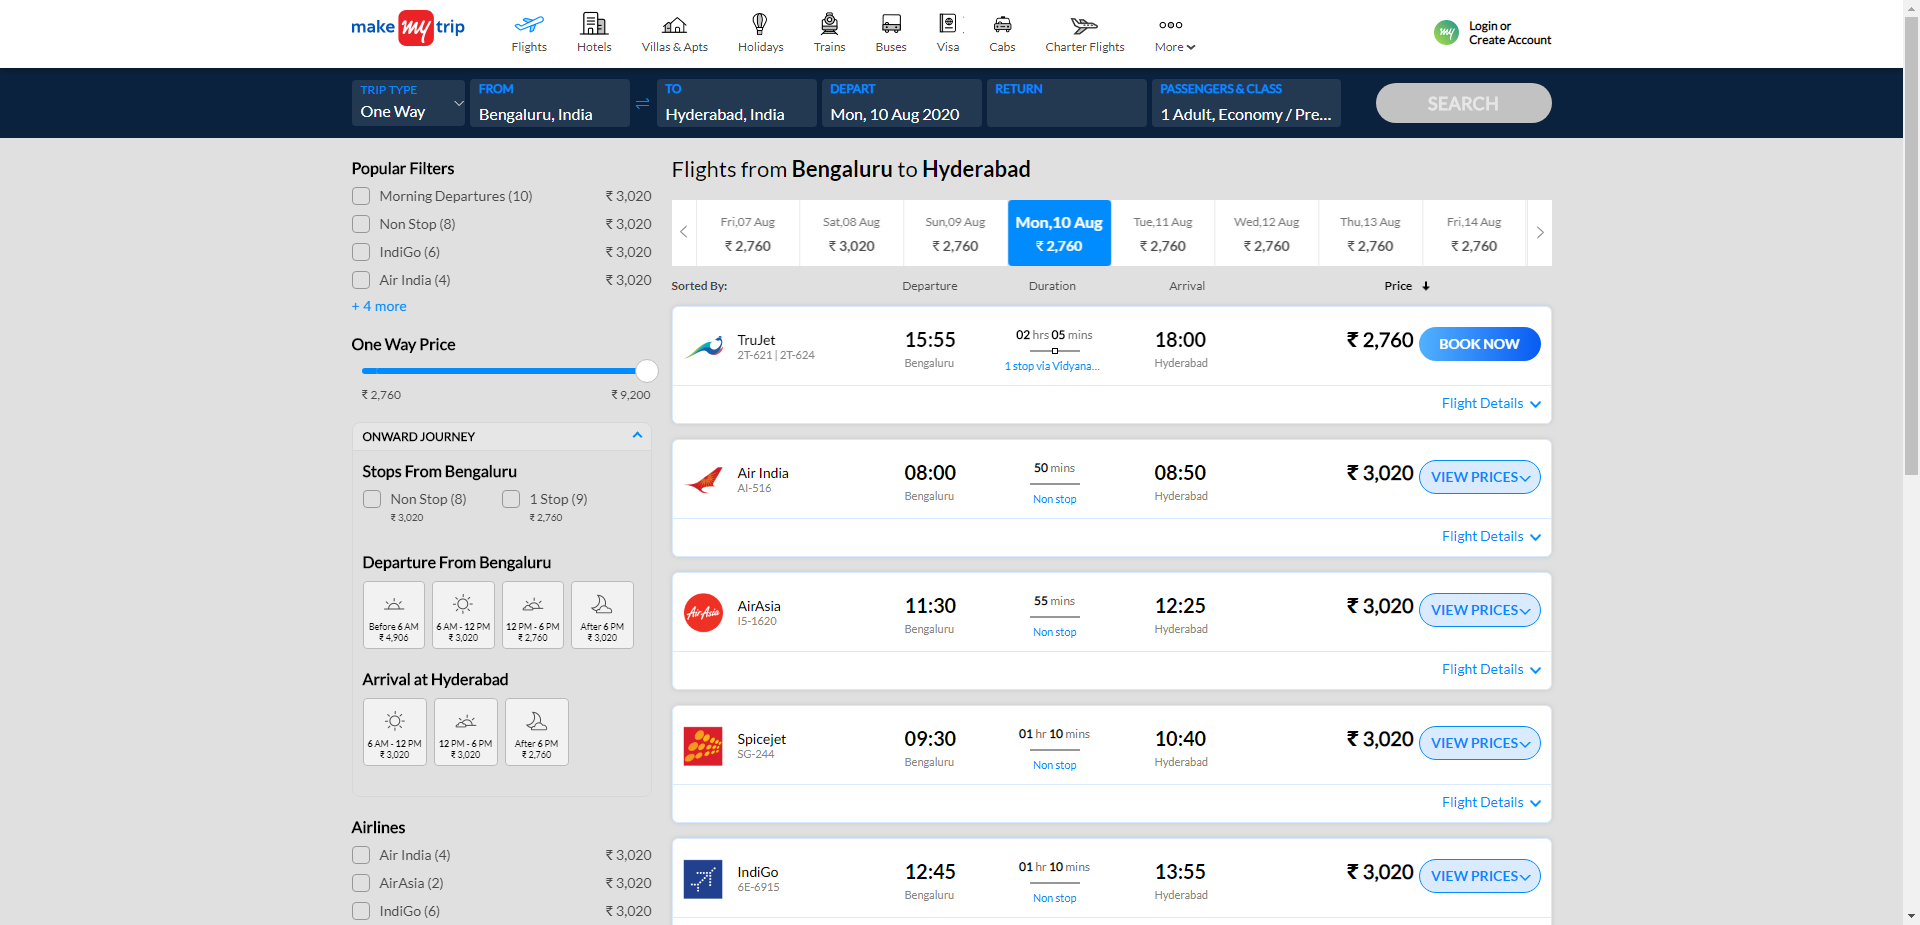 make my trip
Flights
Hotels
Villas & Apts
Holidays
Trains
Buses
Visa
Cabs
Charter Flights
More
my
Login or
Create Account
TRIP TYPE
One Way
FROM
Bengaluru, India
TO
Hyderabad, India
DEPART
Mon, 10 Aug 2020
RETURN
PASSENGERS & CLASS
1 Adult, Economy / Pre...
SEARCH
Popular Filters
Morning Departures (10) ₹ 3,020
Non Stop (8) ₹ 3,020
IndiGo (6) ₹ 3,020
Air India (4) ₹ 3,020
+ 4 more
One Way Price
₹ 2,760 ₹ 9,200
ONWARD JOURNEY
Stops From Bengaluru
Non Stop (8) 1 Stop (9)
₹ 3,020 ₹ 2,760
Departure From Bengaluru
Before 6 AM 6 AM - 12 PM 12 PM - 6 PM After 6 PM
₹ 4,906 ₹ 3,020 ₹ 2,760 ₹ 3,020
Arrival at Hyderabad
6 AM - 12 PM 12 PM - 6 PM After 6 PM
₹ 3,020 ₹ 3,020 ₹ 2,760
Airlines
Air India (4) ₹ 3,020
AirAsia (2) ₹ 3,020
IndiGo (6) ₹ 3,020
Flights from Bengaluru to Hyderabad
Fri,07 Aug Sat,08 Aug Sun,09 Aug Mon,10 Aug Tue,11 Aug Wed,12 Aug Thu,13 Aug Fri,14 Aug
₹ 2,760 ₹ 3,020 ₹ 2,760 ₹ 2,760 ₹ 2,760 ₹ 2,760 ₹ 2,760 ₹ 2,760
Sorted By: Departure Duration Arrival Price
TruJet 15:55 02 hrs 05 mins 18:00 ₹ 2,760 BOOK NOW
2T-621 | 2T-624 Bengaluru 1 stop via Vidyana... Hyderabad
Flight Details
Air India 08:00 50 mins 08:50 ₹ 3,020 VIEW PRICES
AI-516 Bengaluru Non stop Hyderabad
Flight Details
AirAsia
AirAsia 11:30 55 mins 12:25 ₹ 3,020 VIEW PRICES
I5-1620 Bengaluru Non stop Hyderabad
Flight Details
Spicejet 09:30 01 hr 10 mins 10:40 ₹ 3,020 VIEW PRICES
SG-244 Bengaluru Non stop Hyderabad
Flight Details
IndiGo 12:45 01 hr 10 mins 13:55 ₹ 3,020 VIEW PRICES
6E-6915 Bengaluru Non stop Hyderabad